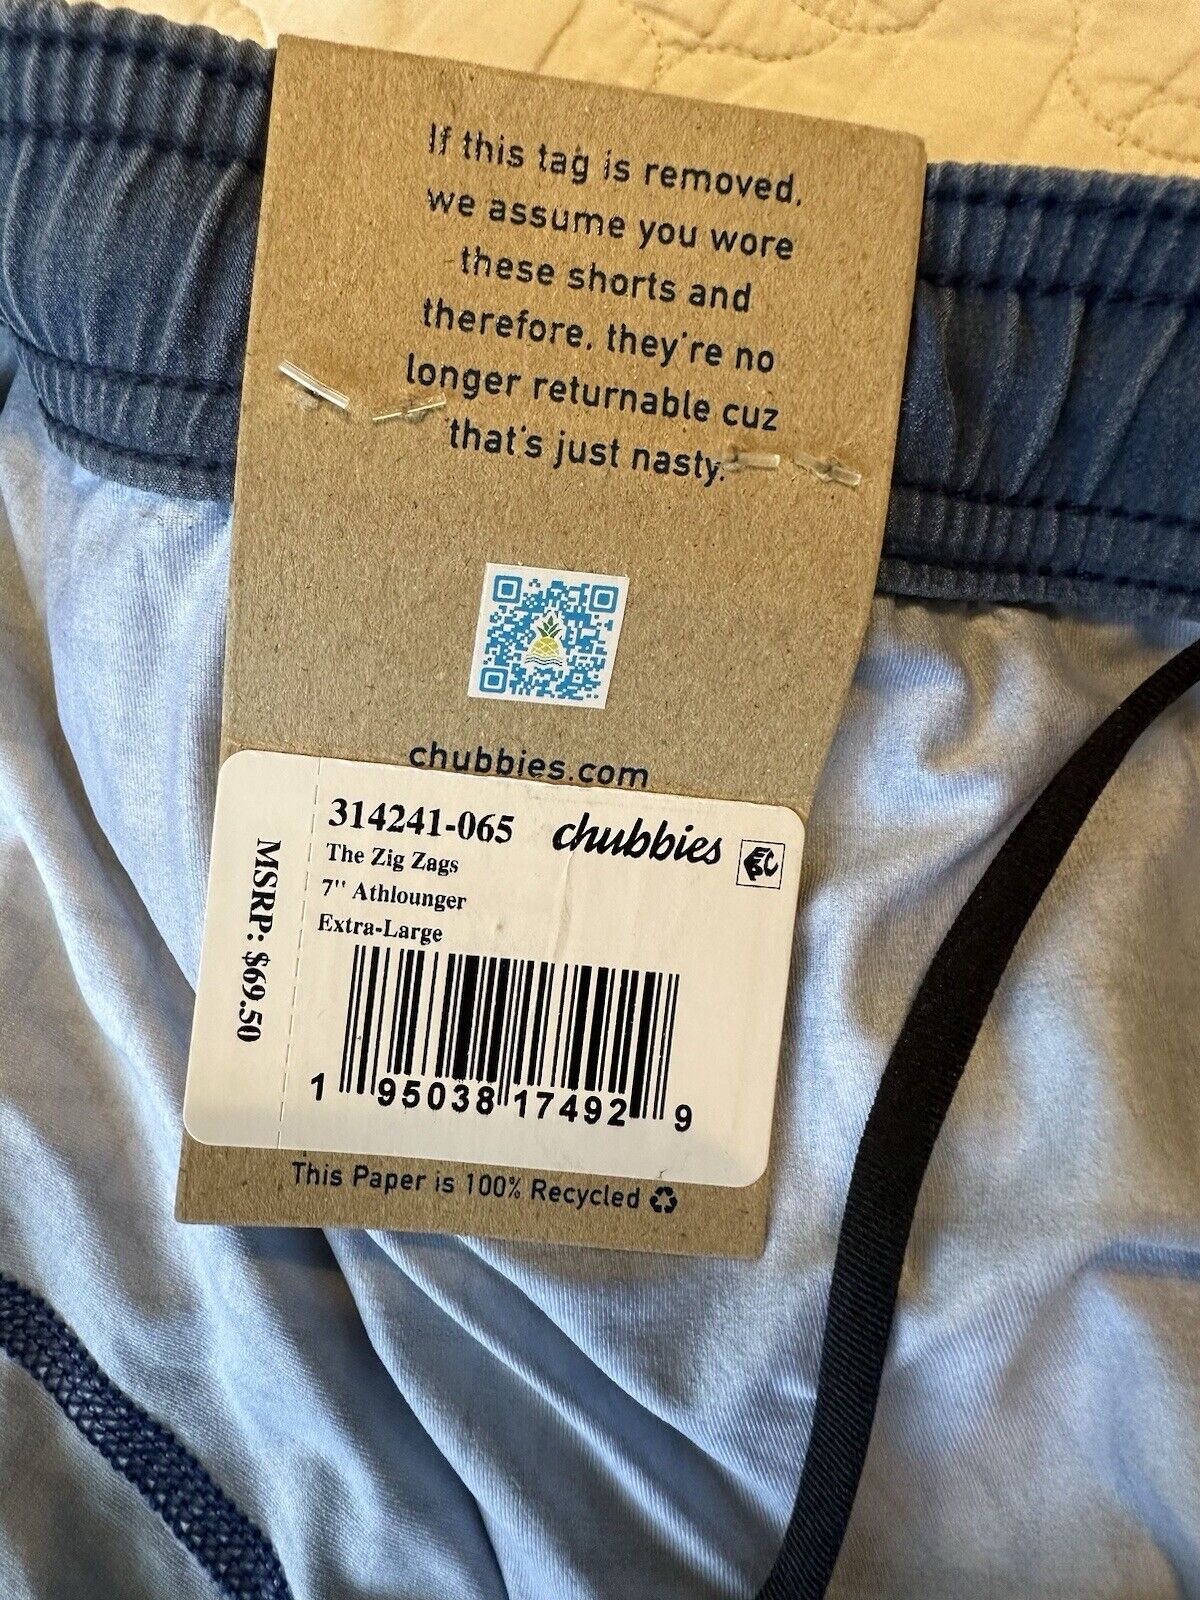 If this tag is removed,
we assume you wore
these shorts and
therefore, they're no
longer returnable cuz
that's just nasty.
chubbies.com
314241-065 chubbies
The Zig Zags
7" Athlounger
Extra-Large
MSRP: $69.50
1 95038 17492 9
This Paper is 100% Recycled